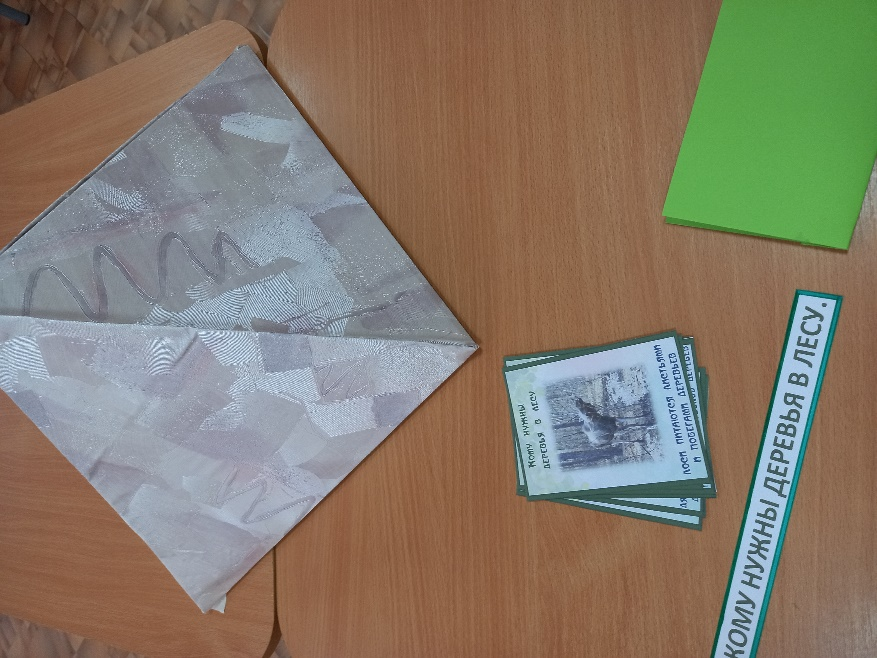 Кому нужны
деревья в лесу
лоси питаются листьями
и побегами деревьев
КОМУ НУЖНЫ ДЕРЕВЬЯ В ЛЕСУ.